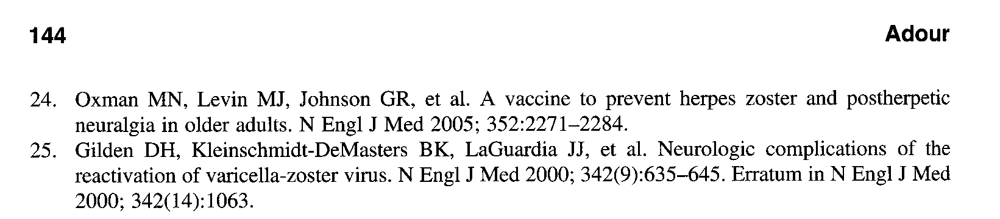 144 Adour
24. Oxman MN, Levin MJ, Johnson GR, et al. A vaccine to prevent herpes zoster and postherpetic
neuralgia in older adults. N Engl J Med 2005; 352:2271–2284.
25. Gilden DH, Kleinschmidt-DeMasters BK, LaGuardia JJ, et al. Neurologic complications of the
reactivation of varicella-zoster virus. N Engl J Med 2000; 342(9):635–645. Erratum in N Engl J Med
2000; 342(14):1063.